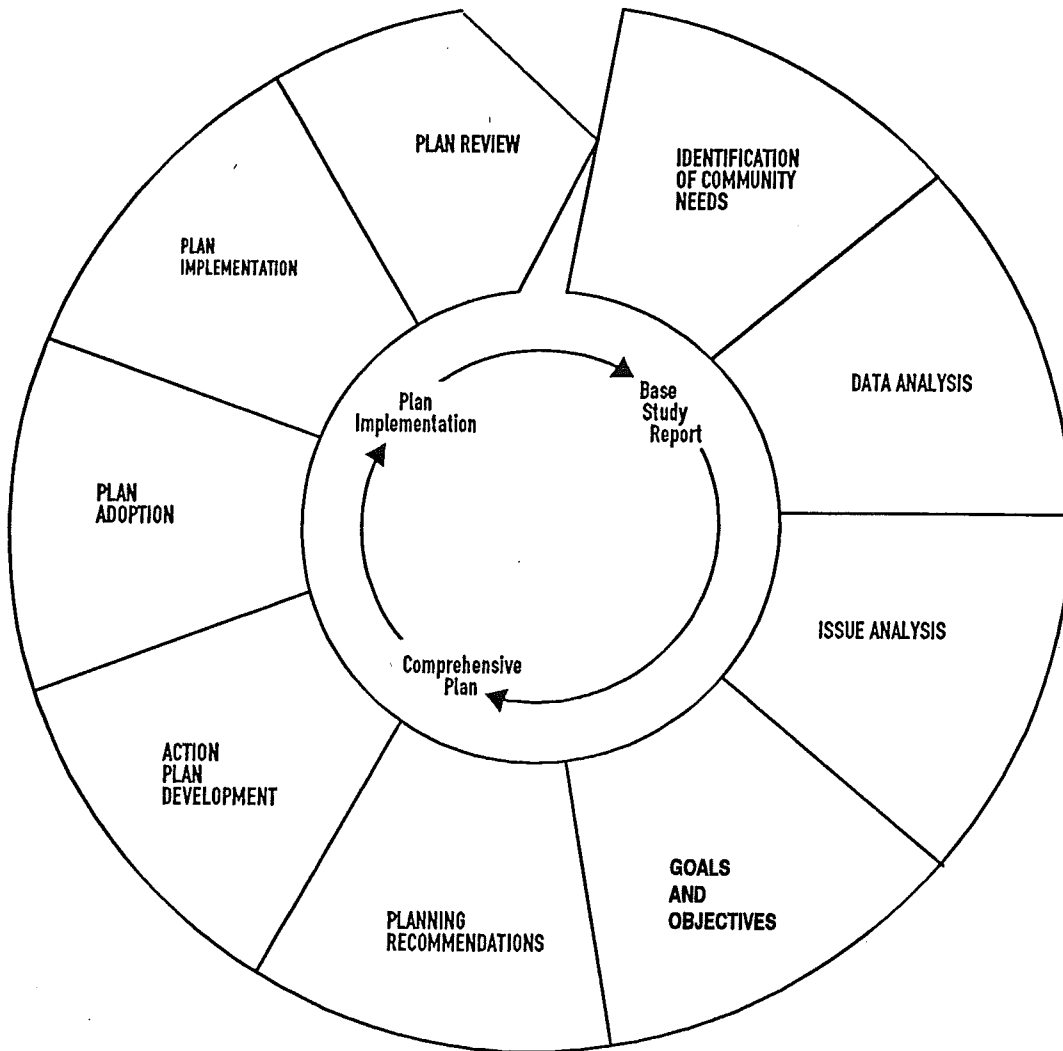 PLAN REVIEW
IDENTIFICATION
OF COMMUNITY
NEEDS
DATA ANALYSIS
ISSUE ANALYSIS
GOALS
AND
OBJECTIVES
PLANNING
RECOMMENDATIONS
ACTION
PLAN
DEVELOPMENT
PLAN
ADOPTION
PLAN
IMPLEMENTATION
Base
Study
Report
Comprehensive
Plan
Plan
Implementation